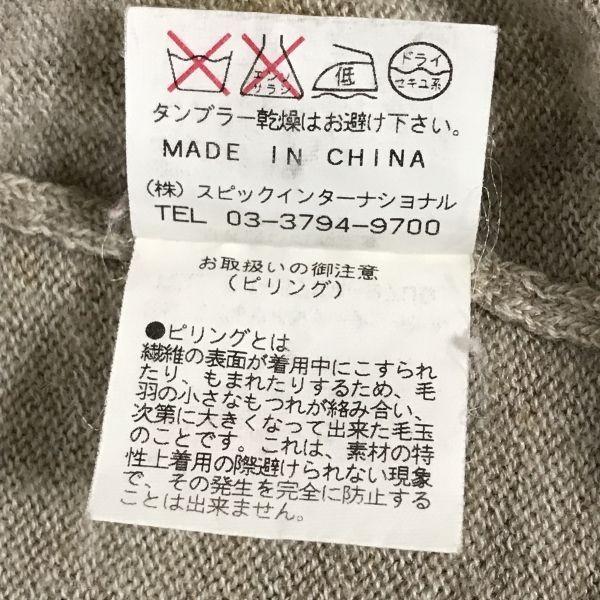 エンソ
サラシ
低
ドライ
セキユ系
タンブラー乾燥はお避け下さい。
MADE IN CHINA
(株) スピックインターナショナル
TEL 03-3794-9700
お取扱いの御注意
(ピリング)
●ピリングとは
繊維の表面が着用中にこすられ
たり、もまれたりするため、毛
羽の小さなもつれが絡み合い、
次第に大きくなって出来た毛玉
のことです。これは、素材の特
性上着用の際避けられない現象
で、その発生を完全に防止する
ことは出来ません。